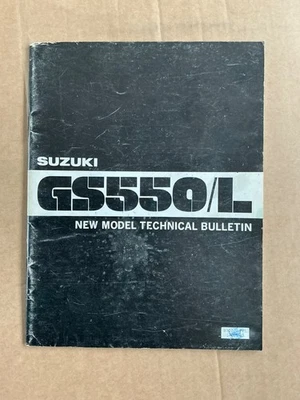 SUZUKI
GS550/L
NEW MODEL TECHNICAL BULLETIN